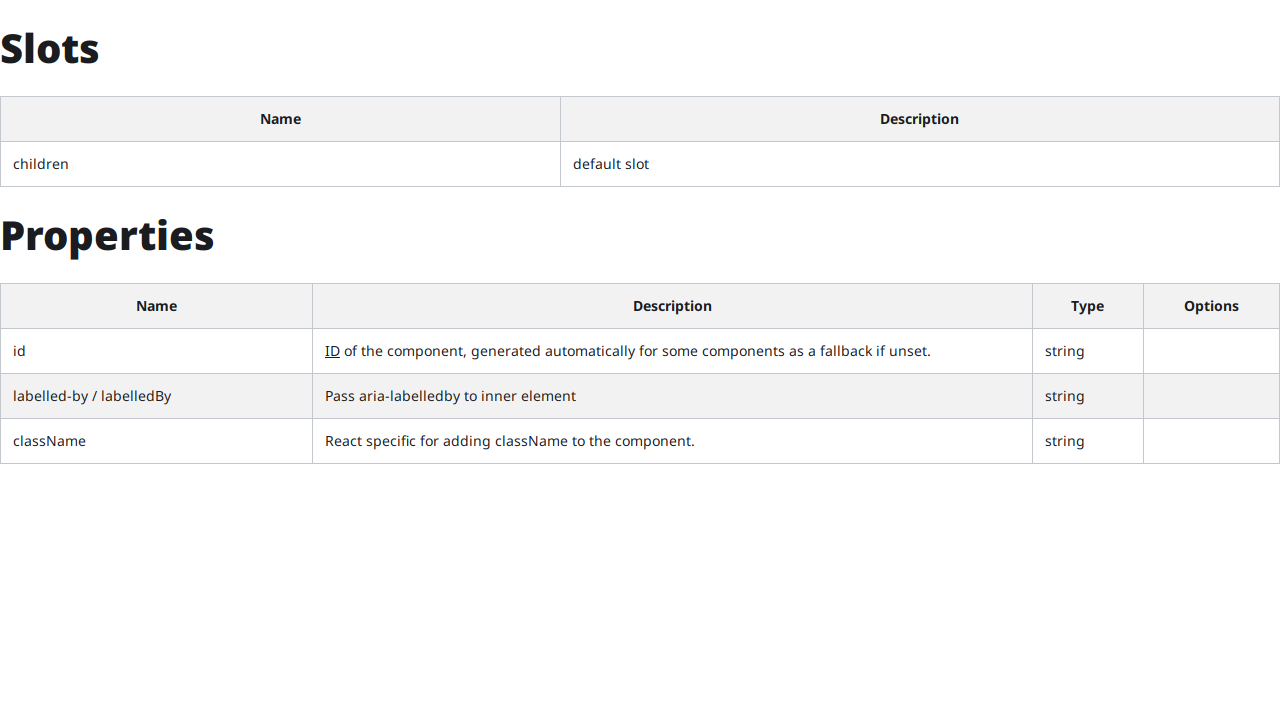 Slots
Name Description
children default slot
Properties
Name Description Type Options
id ID of the component, generated automatically for some components as a fallback if unset. string
labelled-by / labelledBy Pass aria-labelledby to inner element string
className React specific for adding className to the component. string